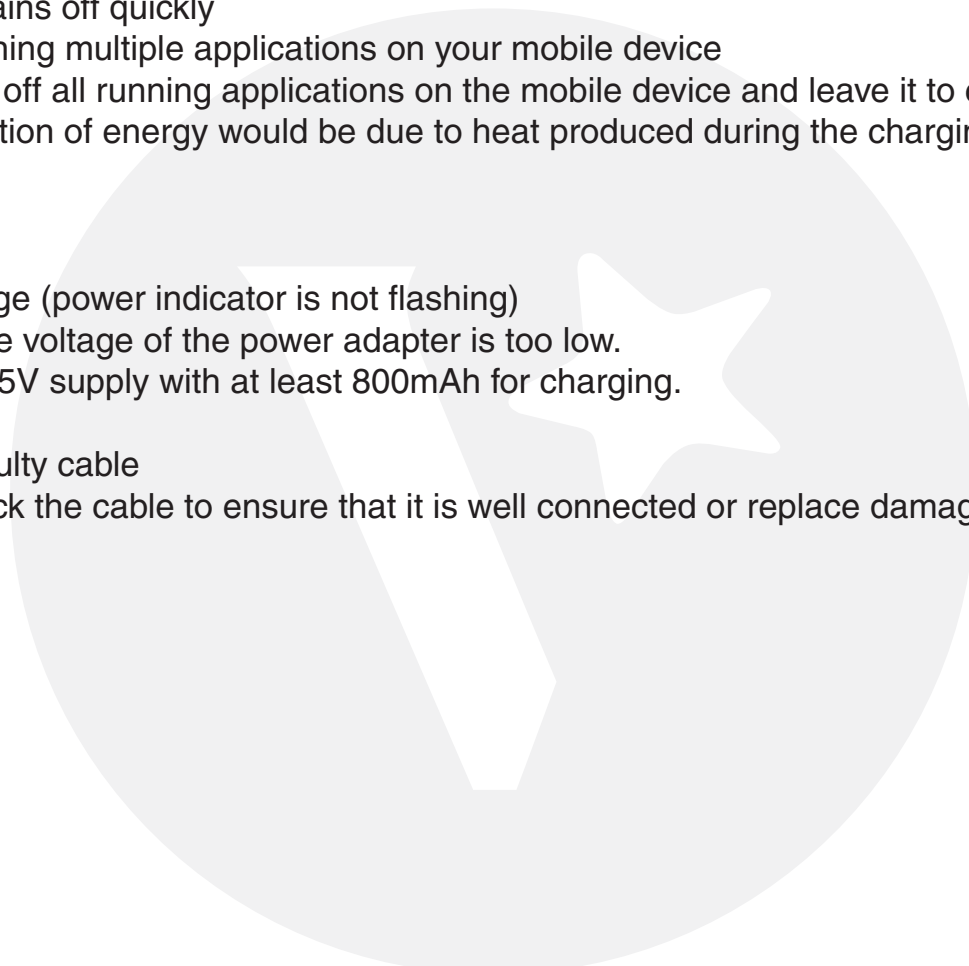 ains off quickly
ning multiple applications on your mobile device
off all running applications on the mobile device and leave it to
tion of energy would be due to heat produced during the chargin
ge (power indicator is not flashing)
e voltage of the power adapter is too low.
5V supply with at least 800mAh for charging.
ulty cable
ck the cable to ensure that it is well connected or replace damag